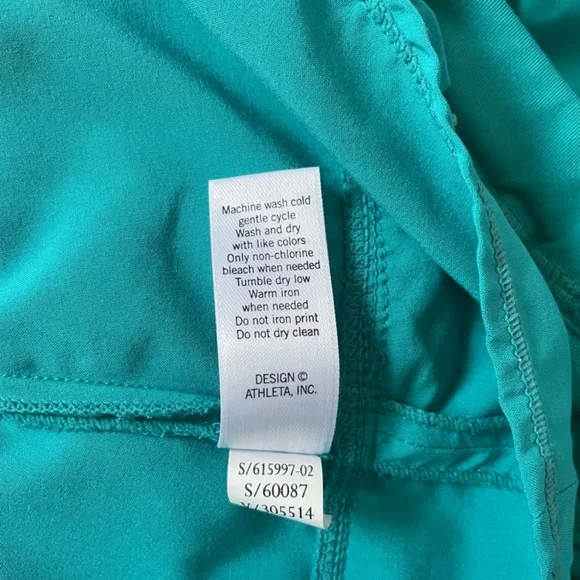 Machine wash cold
gentle cycle
Wash and dry
with like colors
Only non-chlorine
bleach when needed
Tumble dry low
Warm iron
when needed
Do not iron print
Do not dry clean
DESIGN ©
ATHLETA, INC.
S/615997-02
S/60087
V/305514